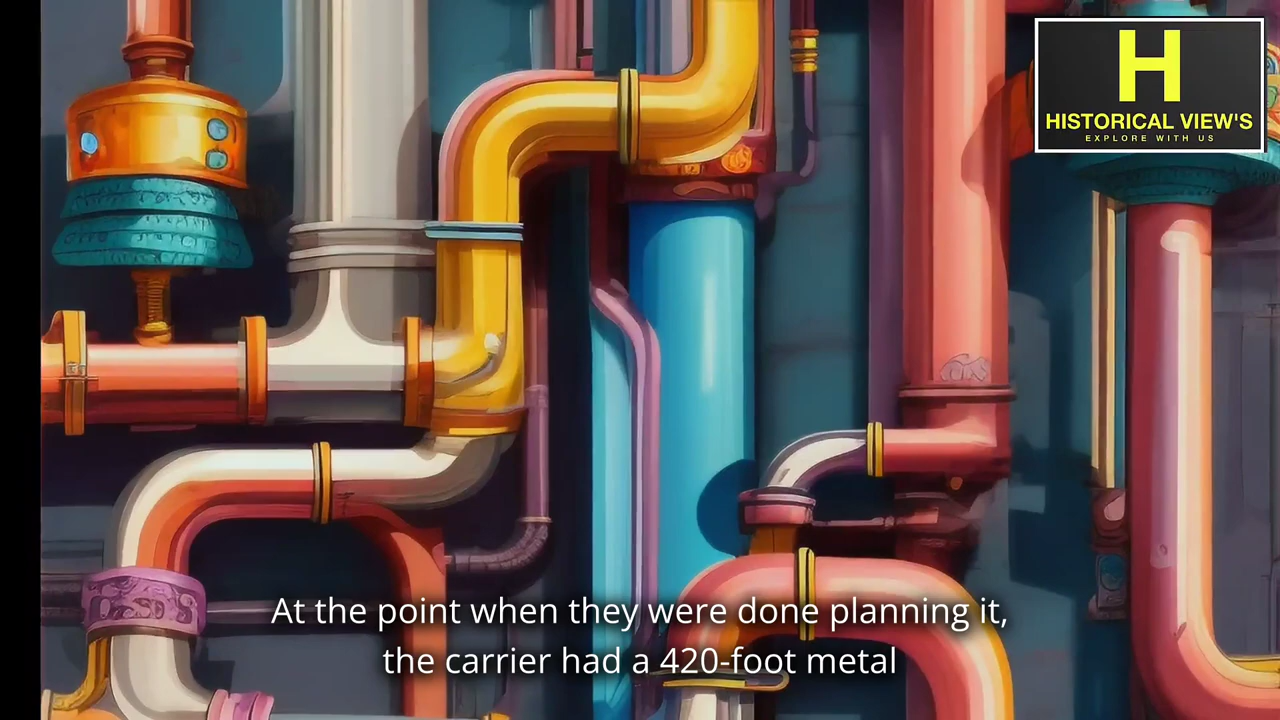 H
HISTORICAL VIEW'S
EXPLORE WITH US
At the point when they were done planning it,
the carrier had a 420-foot metal